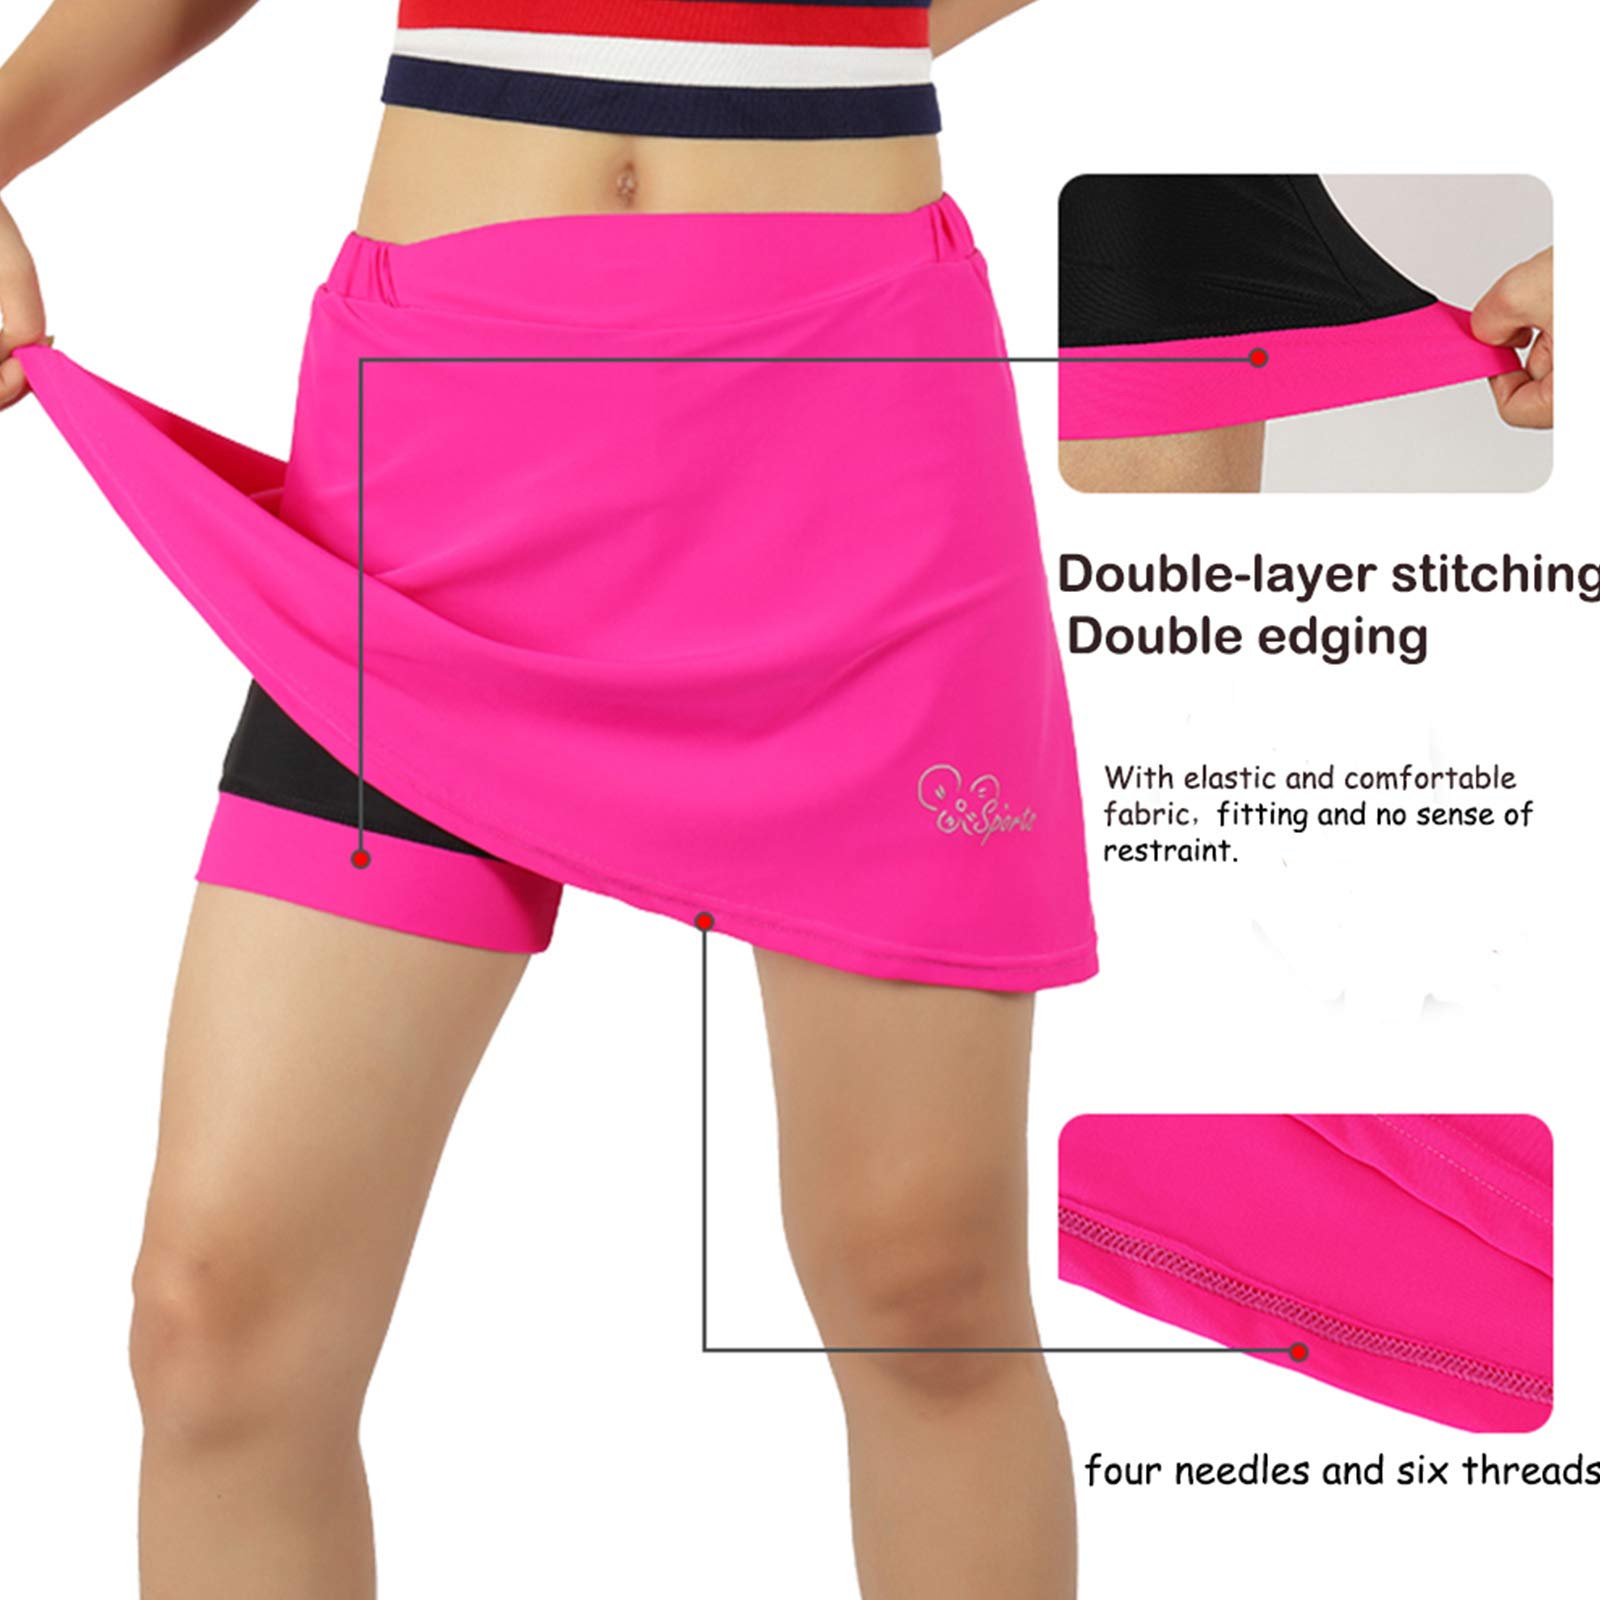 Double-layer stitching
Double edging
With elastic and comfortable
fabric, fitting and no sense of
restraint.
Sports
four needles and six threads